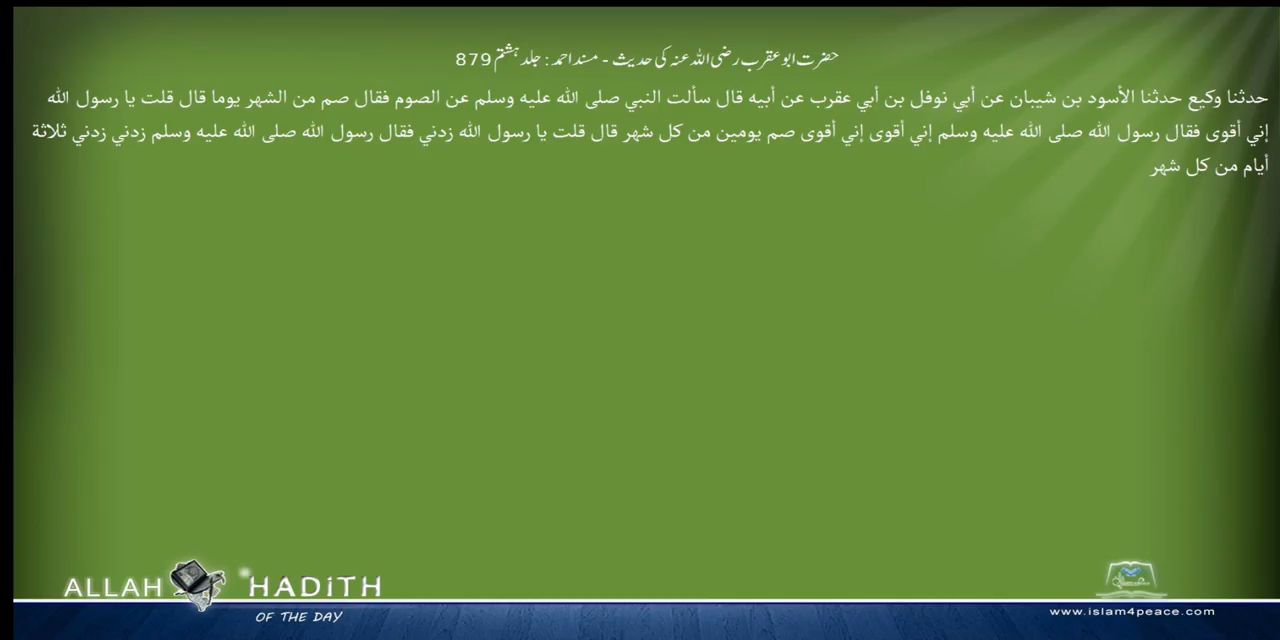 حضرت ابوعقرب رضی اللہ عنہ کی حدیث - مسند احمد : جلد ہشتم 879
حدثنا وكيع حدثنا الأسود بن شيبان عن أبي نوفل بن أبي عقرب عن أبيه قال سألت النبي صلى الله عليه وسلم عن الصوم فقال صم من الشهر يوما قال قلت يا رسول الله
إني أقوى فقال رسول الله صلى الله عليه وسلم إني أقوى إني أقوى صم يومين من كل شهر قال قلت يا رسول الله زدني فقال رسول الله صلى الله عليه وسلم زدني زدني ثلاثة
أيام من كل شهر
ALLAH HADITH
OF THE DAY
www.islam4peace.com